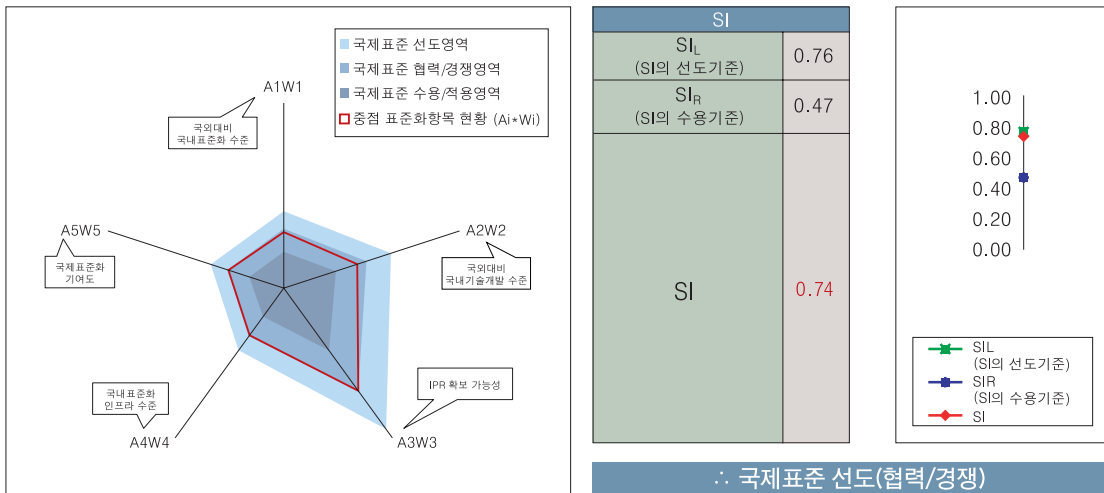 국제표준 선도영역
국제표준 협력/경쟁영역
국제표준 수용/적용영역
중점 표준화항목 현황 (Ai*Wi)
A1W1
국외대비
국내표준화 수준
A2W2
국외대비
국내기술개발 수준
A3W3
IPR 확보 가능성
A4W4
국내표준화
인프라 수준
A5W5
국제표준화
기여도
SI
SIL
(SI의 선도기준)
0.76
SIR
(SI의 수용기준)
0.47
SI
0.74
1.00
0.80
0.60
0.40
0.20
0.00
SIL
(SI의 선도기준)
SIR
(SI의 수용기준)
SI
∴ 국제표준 선도(협력/경쟁)